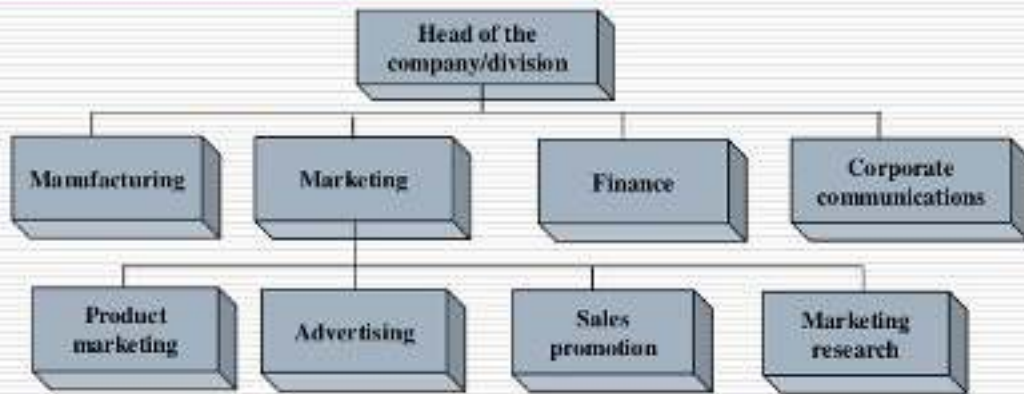 Head of the
company/division
Manufacturing
Marketing
Finance
Corporate
communications
Product
marketing
Advertising
Sales
promotion
Marketing
research